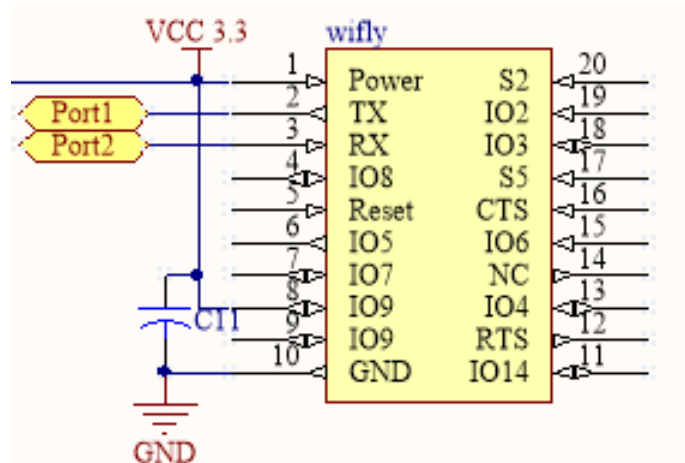 VCC 3.3 wifly
1 Power S2 20
Port1 2 TX IO2 19
Port2 3 RX IO3 18
4 IO8 S5 17
5 Reset CTS 16
6 IO5 IO6 15
7 IO7 NC 14
8 IO9 IO4 13
CT1 9 IO9 RTS 12
10 GND IO14 11
GND